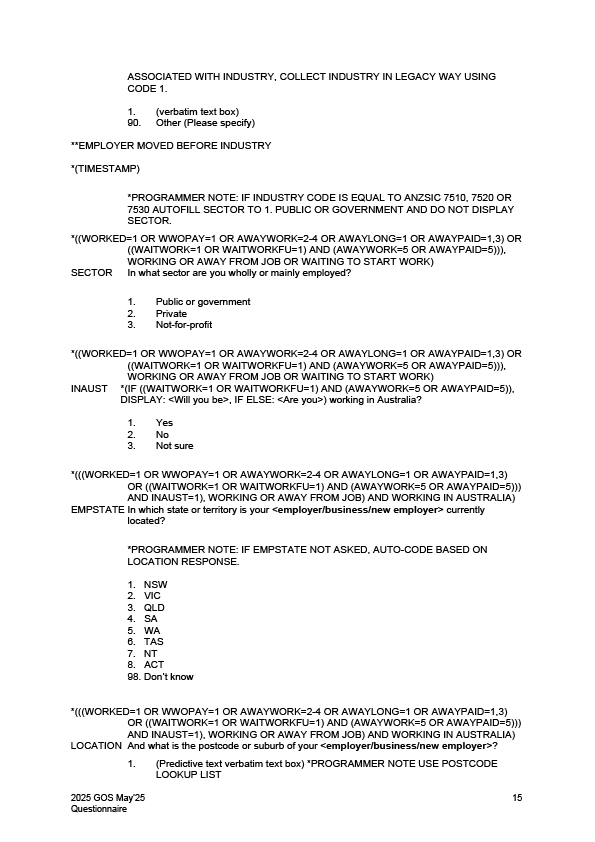 ASSOCIATED WITH INDUSTRY, COLLECT INDUSTRY IN LEGACY WAY USING
CODE 1.
1. (verbatim text box)
90. Other (Please specify)
**EMPLOYER MOVED BEFORE INDUSTRY
*(TIMESTAMP)
*PROGRAMMER NOTE: IF INDUSTRY CODE IS EQUAL TO ANZSIC 7510, 7520 OR
7530 AUTOFILL SECTOR TO 1. PUBLIC OR GOVERNMENT AND DO NOT DISPLAY
SECTOR.
*((WORKED=1 OR WWOPAY=1 OR AWAYWORK=2-4 OR AWAYLONG=1 OR AWAYPAID=1,3) OR
((WAITWORK=1 OR WAITWORKFU=1) AND (AWAYWORK=5 OR AWAYPAID=5))),
WORKING OR AWAY FROM JOB OR WAITING TO START WORK)
SECTOR In what sector are you wholly or mainly employed?
1. Public or government
2. Private
3. Not-for-profit
*((WORKED=1 OR WWOPAY=1 OR AWAYWORK=2-4 OR AWAYLONG=1 OR AWAYPAID=1,3) OR
((WAITWORK=1 OR WAITWORKFU=1) AND (AWAYWORK=5 OR AWAYPAID=5))),
WORKING OR AWAY FROM JOB OR WAITING TO START WORK)
INAUST *(IF ((WAITWORK=1 OR WAITWORKFU=1) AND (AWAYWORK=5 OR AWAYPAID=5)),
DISPLAY: <Will you be>, IF ELSE: <Are you>) working in Australia?
1. Yes
2. No
3. Not sure
*(((WORKED=1 OR WWOPAY=1 OR AWAYWORK=2-4 OR AWAYLONG=1 OR AWAYPAID=1,3)
OR ((WAITWORK=1 OR WAITWORKFU=1) AND (AWAYWORK=5 OR AWAYPAID=5)))
AND INAUST=1), WORKING OR AWAY FROM JOB) AND WORKING IN AUSTRALIA)
EMPSTATE In which state or territory is your <employer/business/new employer> currently
located?
*PROGRAMMER NOTE: IF EMPSTATE NOT ASKED, AUTO-CODE BASED ON
LOCATION RESPONSE.
1. NSW
2. VIC
3. QLD
4. SA
5. WA
6. TAS
7. NT
8. ACT
98. Don't know
*(((WORKED=1 OR WWOPAY=1 OR AWAYWORK=2-4 OR AWAYLONG=1 OR AWAYPAID=1,3)
OR ((WAITWORK=1 OR WAITWORKFU=1) AND (AWAYWORK=5 OR AWAYPAID=5)))
AND INAUST=1), WORKING OR AWAY FROM JOB) AND WORKING IN AUSTRALIA)
LOCATION And what is the postcode or suburb of your <employer/business/new employer>?
1. (Predictive text verbatim text box) *PROGRAMMER NOTE USE POSTCODE
LOOKUP LIST
2025 GOS May'25 15
Questionnaire